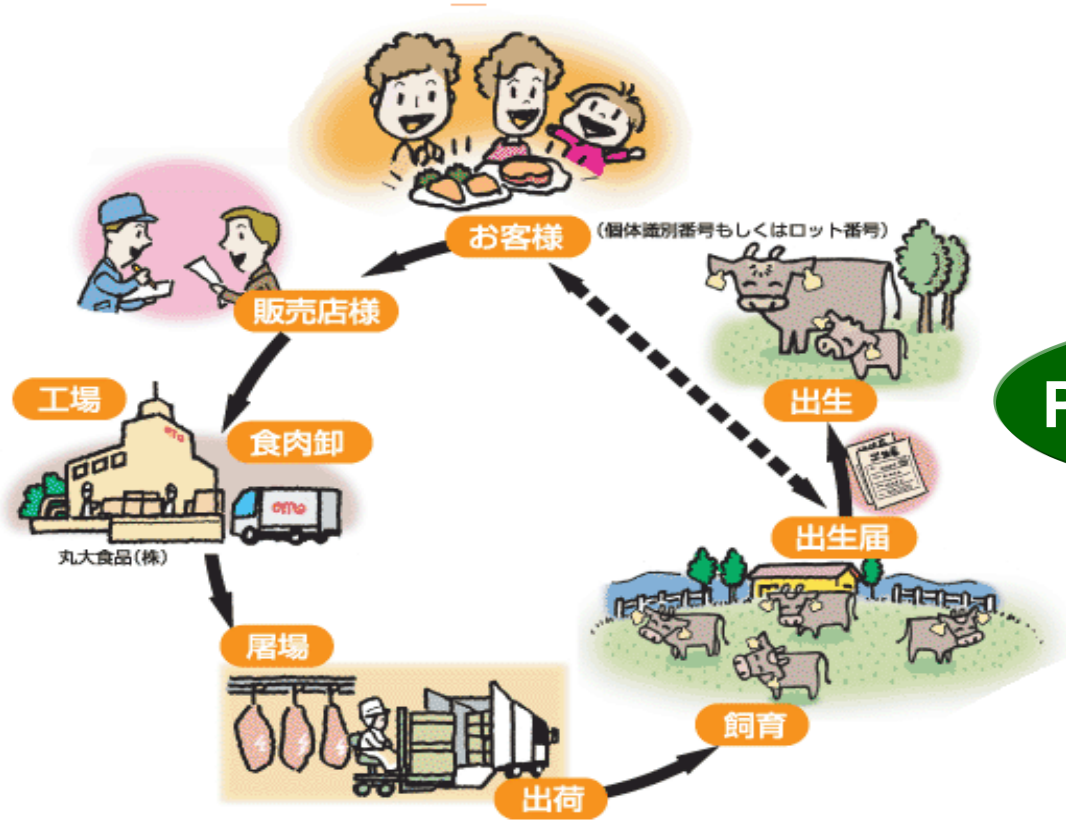 お客様
(個体識別番号もしくはロット番号)
販売店様
工場
食肉卸
丸大食品(株)
屠場
出荷
飼育
出生届
出生